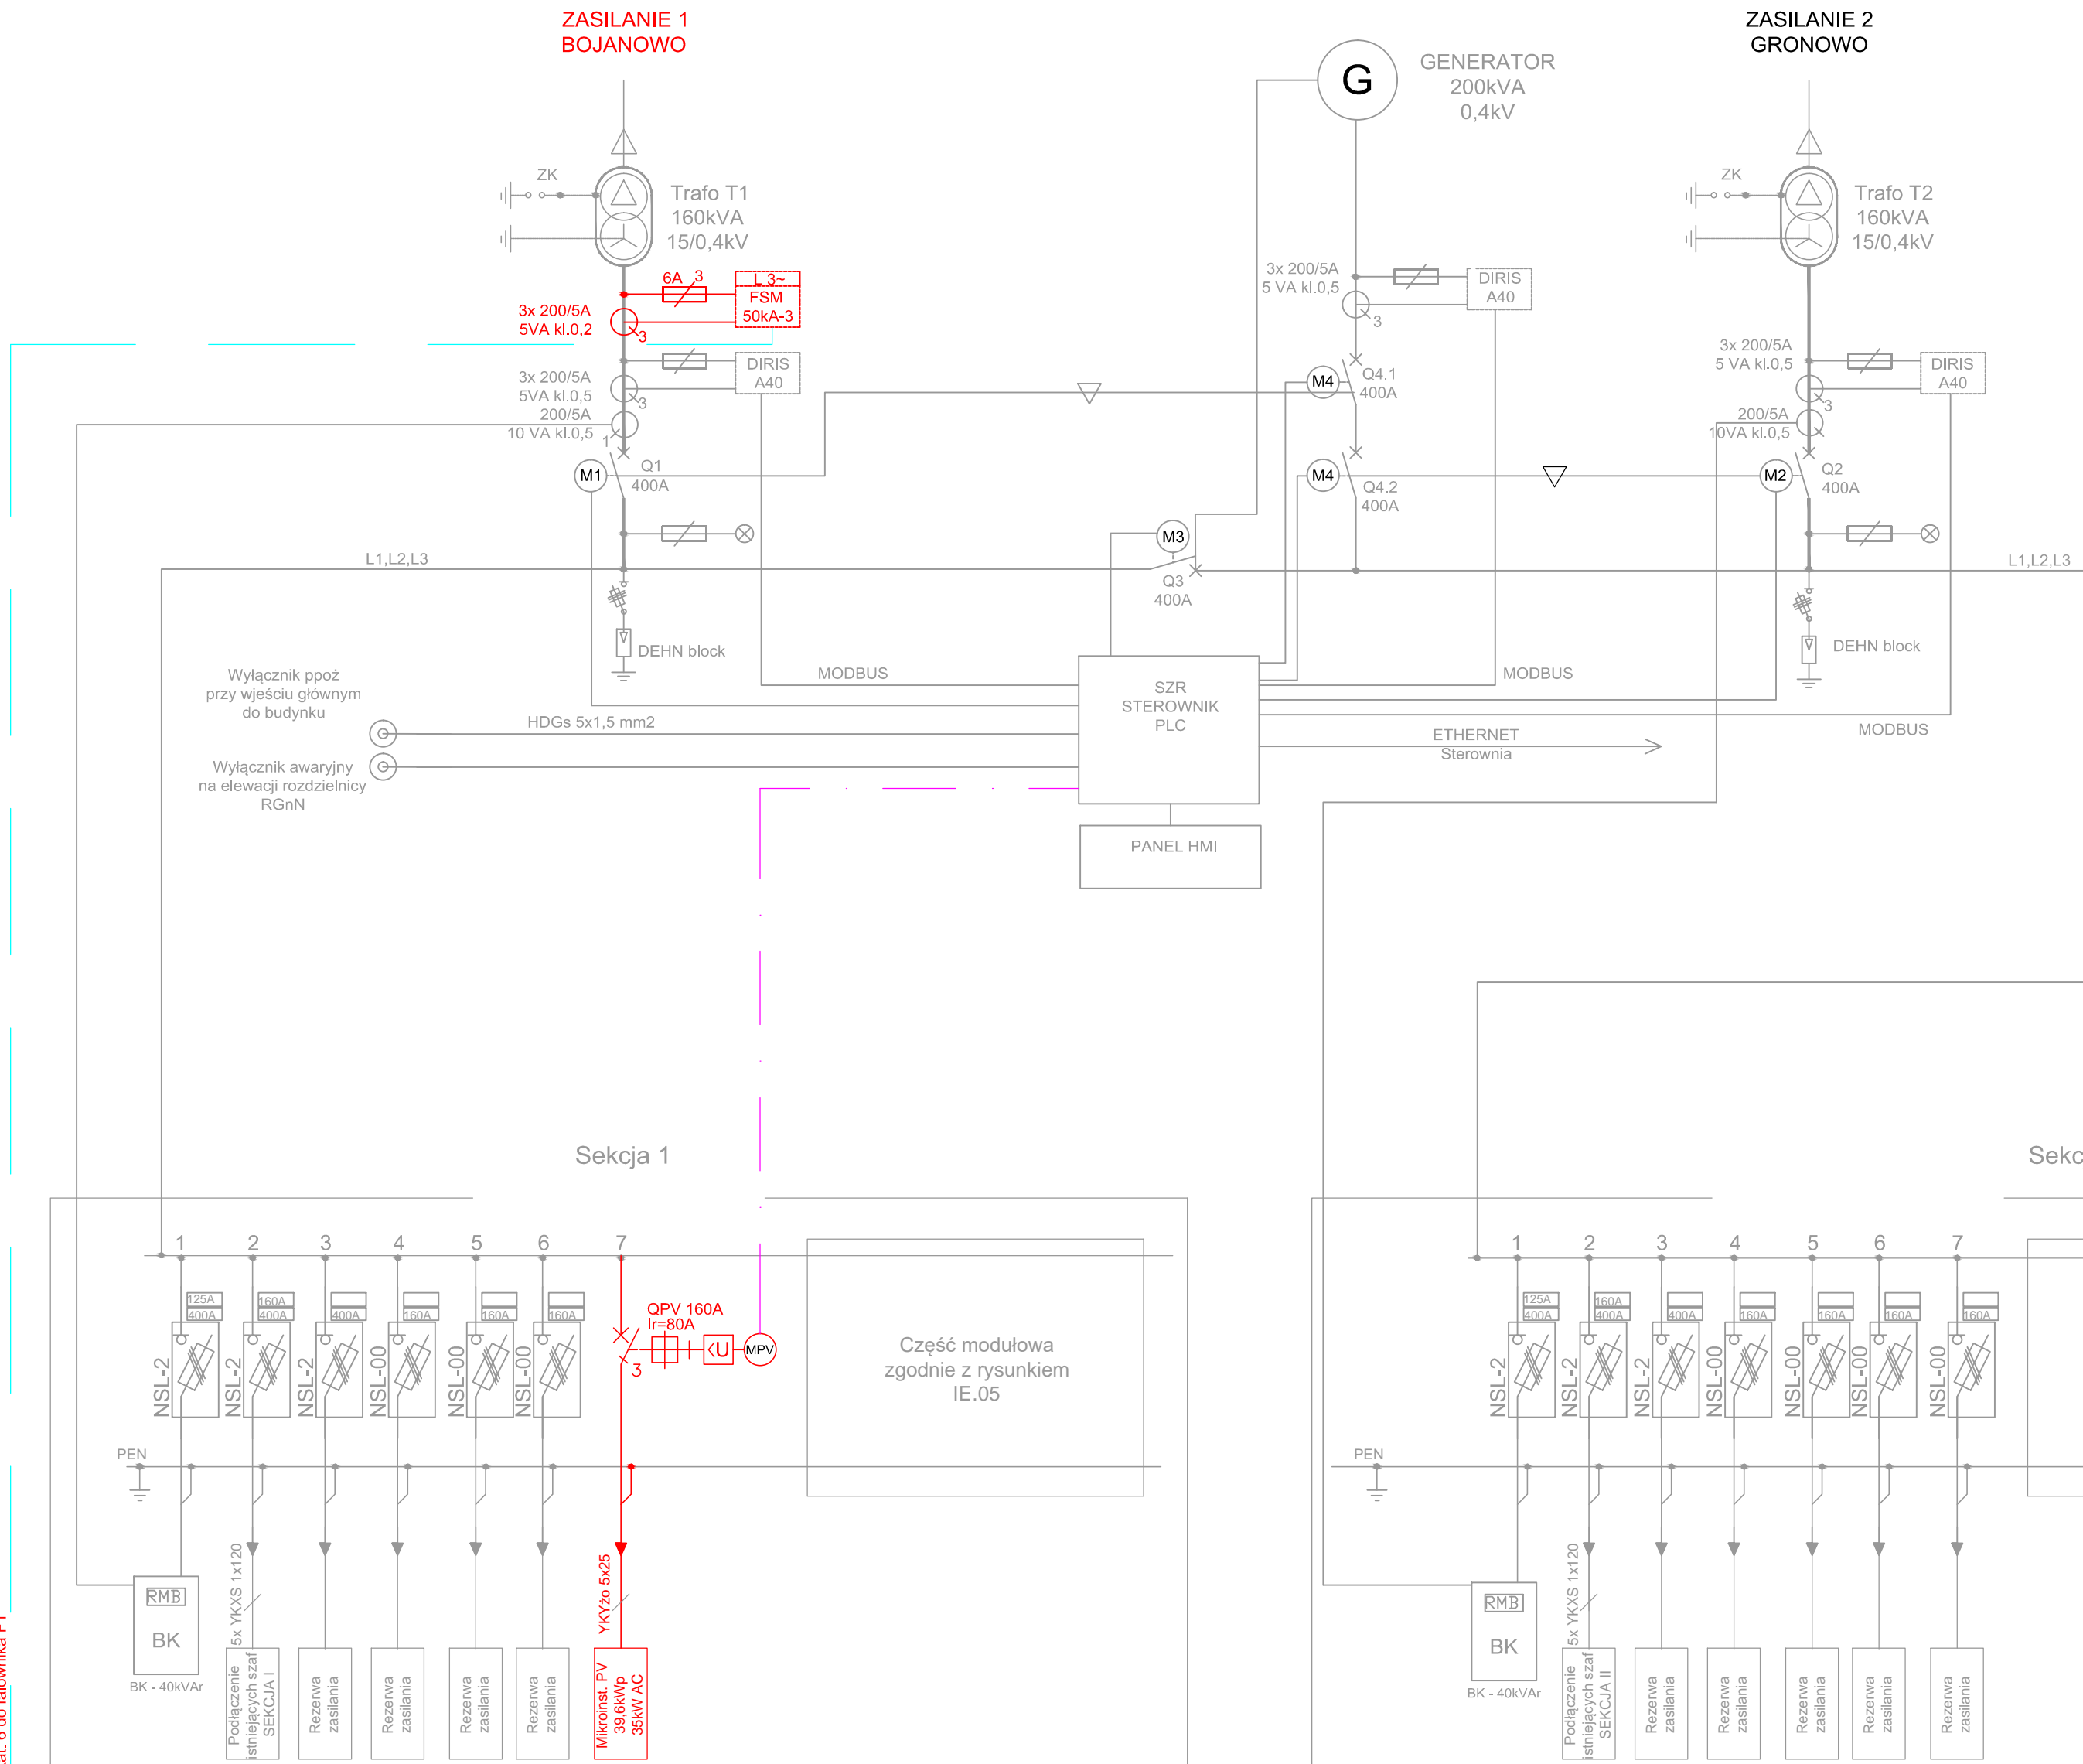 ZASILANIE 1
BOJANOWO
ZASILANIE 2
GRONOWO
G
GENERATOR
200kVA
0,4kV
ZK
Trafo T1
160kVA
15/0,4kV
ZK
Trafo T2
160kVA
15/0,4kV
6A 3
L 3~
FSM
50kA-3
3x 200/5A
5VA kl.0,2
3
DIRIS
A40
3x 200/5A
5VA kl.0,5
3
200/5A
10 VA kl.0,5
1
M1
Q1
400A
3x 200/5A
5 VA kl.0,5
3
DIRIS
A40
M4
Q4.1
400A
M4
Q4.2
400A
3x 200/5A
5 VA kl.0,5
3
DIRIS
A40
200/5A
10VA kl.0,5
M2
Q2
400A
M3
Q3
400A
L1,L2,L3
L1,L2,L3
DEHN block
DEHN block
MODBUS
MODBUS
MODBUS
SZR
STEROWNIK
PLC
ETHERNET
Sterownia
PANEL HMI
Wyłącznik ppoż
przy wjeściu głównym
do budynku
HDGs 5x1,5 mm2
Wyłącznik awaryjny
na elewacji rozdzielnicy
RGnN
Sekcja 1
Sekc
1 2 3 4 5 6 7
125A
400A
160A
400A
400A
160A
160A
160A
NSL-2
NSL-2
NSL-2
NSL-00
NSL-00
NSL-00
QPV 160A
Ir=80A
3
<U
MPV
Część modułowa
zgodnie z rysunkiem
IE.05
PEN
RMB
BK
BK - 40kVAr
5x YKXS 1x120
Podłączenie
istniejących szaf
SEKCJA I
Rezerwa
zasilania
Rezerwa
zasilania
Rezerwa
zasilania
Rezerwa
zasilania
YKYżo 5x25
Mikroinst. PV
39,6kWp
35kW AC
1 2 3 4 5 6 7
125A
400A
160A
400A
400A
160A
160A
160A
160A
NSL-2
NSL-2
NSL-2
NSL-00
NSL-00
NSL-00
NSL-00
PEN
RMB
BK
BK - 40kVAr
5x YKXS 1x120
Podłączenie
istniejących szaf
SEKCJA II
Rezerwa
zasilania
Rezerwa
zasilania
Rezerwa
zasilania
Rezerwa
zasilania
Rezerwa
zasilania
6 do falownika